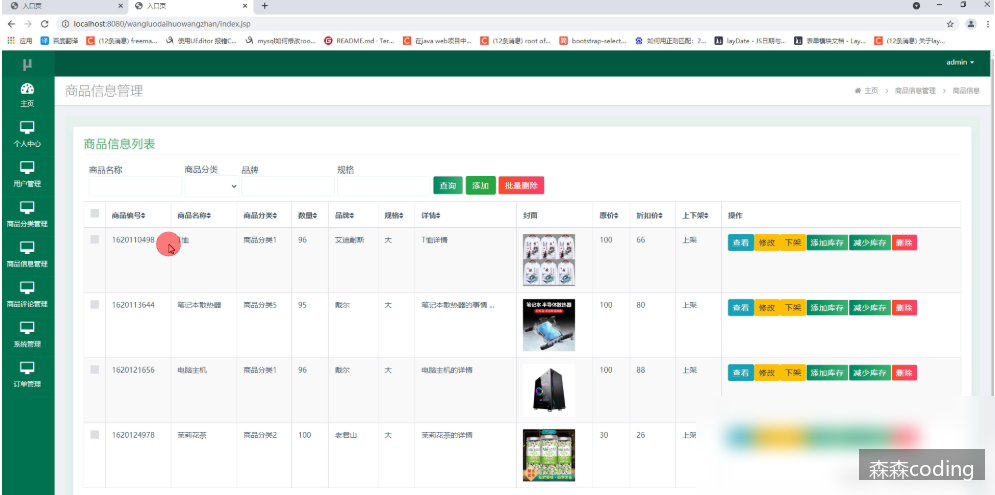 入口页
入口页
localhost:8080/wangluodaihuowangzhan/index.jsp
应用 百度翻译 (12条消息) freema... 使用UEditor 报错C... mysql如何修改roo... README.md · Ter... 在java web项目中... (12条消息) root of... bootstrap-select... 如何用正则匹配：2... layDate - JS日期与... 表单模块文档 - Lay... (12条消息) 关于lay...
μ
admin
主页
商品信息管理
主页 › 商品信息管理 › 商品信息
个人中心
用户管理
商品分类管理
商品信息管理
商品评论管理
系统管理
订单管理
商品信息列表
商品名称 商品分类 品牌 规格
查询 添加 批量删除
商品编号 商品名称 商品分类 数量 品牌 规格 详情 封面 原价 折扣价 上下架 操作
1620110498 T恤 商品分类1 96 艾迪耐斯 大 T恤详情 100 66 上架 查看 修改 下架 添加库存 减少库存 删除
1620113644 笔记本散热器 商品分类5 95 戴尔 大 笔记本散热器的事情 ... 笔记本 半导体散热器 100 80 上架 查看 修改 下架 添加库存 减少库存 删除
1620121656 电脑主机 商品分类1 96 戴尔 大 电脑主机的详情 100 88 上架 查看 修改 下架 添加库存 减少库存 删除
1620124978 茉莉花茶 商品分类2 100 老君山 大 茉莉花茶的详情 30 26 上架
森森coding